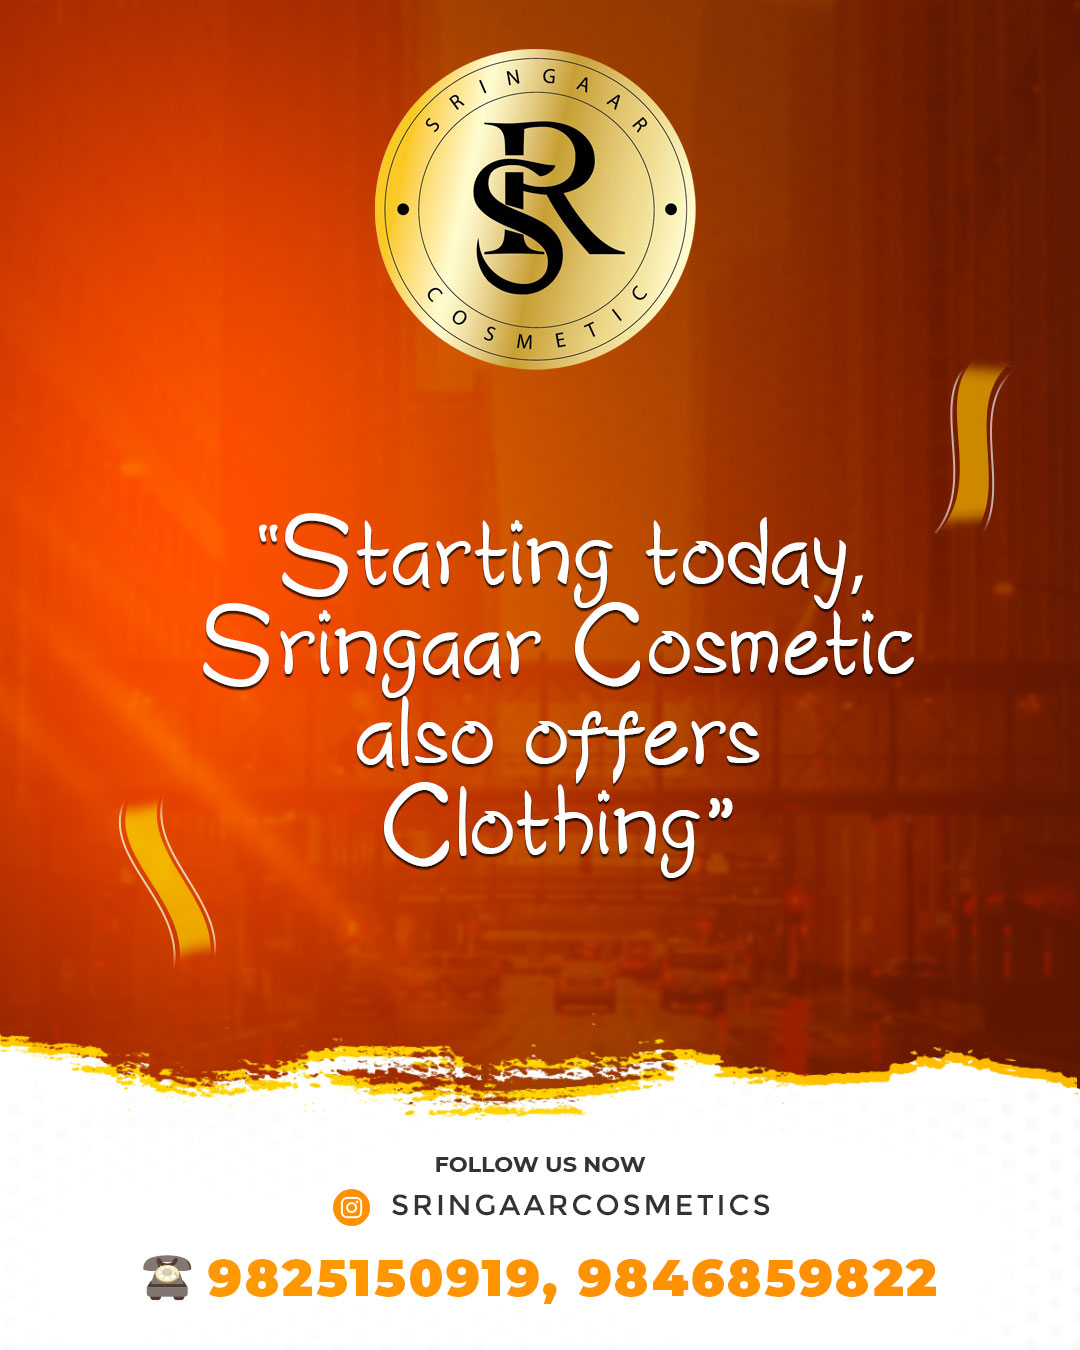 SRINGAAR
SR
COSMETIC
"Starting today,
Sringaar Cosmetic
also offers
Clothing"
FOLLOW US NOW
SRINGAARCOSMETICS
9825150919, 9846859822